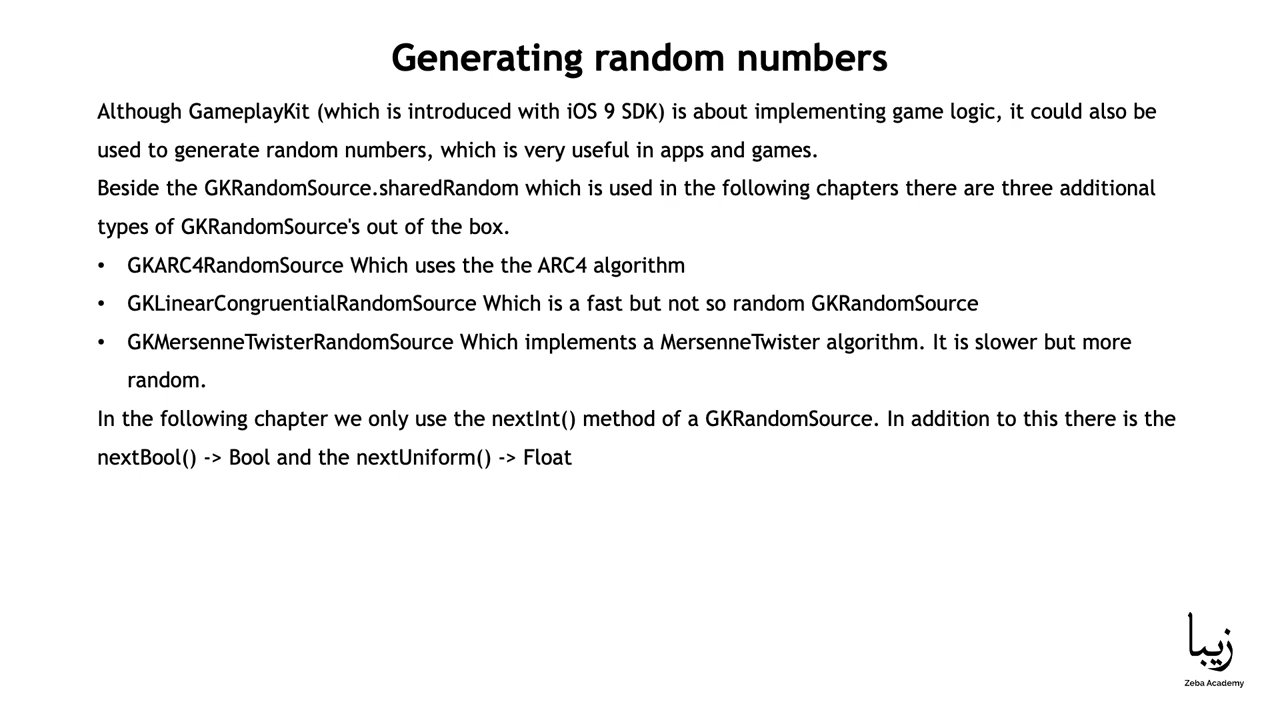 Generating random numbers
Although GameplayKit (which is introduced with iOS 9 SDK) is about implementing game logic, it could also be
used to generate random numbers, which is very useful in apps and games.
Beside the GKRandomSource.sharedRandom which is used in the following chapters there are three additional
types of GKRandomSource's out of the box.
• GKARC4RandomSource Which uses the the ARC4 algorithm
• GKLinearCongruentialRandomSource Which is a fast but not so random GKRandomSource
• GKMersenneTwisterRandomSource Which implements a MersenneTwister algorithm. It is slower but more
random.
In the following chapter we only use the nextInt() method of a GKRandomSource. In addition to this there is the
nextBool() -> Bool and the nextUniform() -> Float
زیبا
Zeba Academy